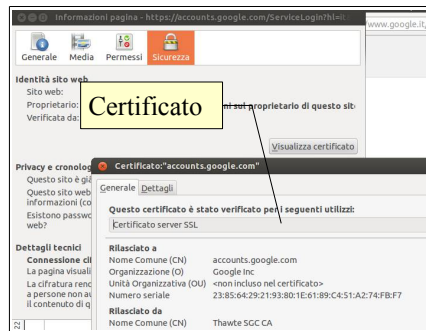 Informazioni pagina - https://accounts.google.com/ServiceLogin?hl=it
www.google.it/
Generale Media Permessi Sicurezza
Identità sito web
Sito web:
Proprietario: ni sul proprietario di questo sit
Verificata da:
Certificato
Visualizza certificato
Privacy e cronolog
Questo sito è già
Questo sito web
informazioni (co
Esistono passwo
web?
Dettagli tecnici
Connessione ci
La pagina visuali
La cifratura rend
a persone non au
il contenuto di q
Certificato:"accounts.google.com"
Generale Dettagli
Questo certificato è stato verificato per i seguenti utilizzi:
Certificato server SSL
Rilasciato a
Nome Comune (CN) accounts.google.com
Organizzazione (O) Google Inc
Unità Organizzativa (OU) <non incluso nel certificato>
Numero seriale 23:85:64:29:21:93:80:1E:61:89:C4:51:A2:74:FB:F7
Rilasciato da
Nome Comune (CN) Thawte SGC CA
22